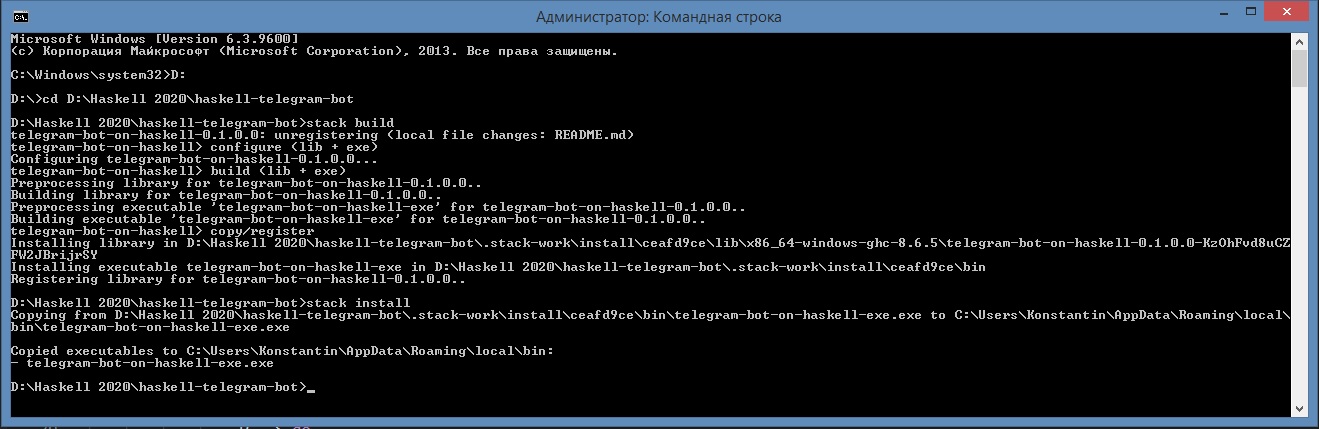 Администратор: Командная строка
Microsoft Windows [Version 6.3.9600]
(c) Корпорация Майкрософт (Microsoft Corporation), 2013. Все права защищены.
C:\Windows\system32>D:
D:\>cd D:\Haskell 2020\haskell-telegram-bot
D:\Haskell 2020\haskell-telegram-bot>stack build
telegram-bot-on-haskell-0.1.0.0: unregistering (local file changes: README.md)
telegram-bot-on-haskell> configure (lib + exe)
Configuring telegram-bot-on-haskell-0.1.0.0...
telegram-bot-on-haskell> build (lib + exe)
Preprocessing library for telegram-bot-on-haskell-0.1.0.0..
Building library for telegram-bot-on-haskell-0.1.0.0..
Preprocessing executable 'telegram-bot-on-haskell-exe' for telegram-bot-on-haskell-0.1.0.0..
Building executable 'telegram-bot-on-haskell-exe' for telegram-bot-on-haskell-0.1.0.0..
telegram-bot-on-haskell> copy/register
Installing library in D:\Haskell 2020\haskell-telegram-bot\.stack-work\install\ceafd9ce\lib\x86_64-windows-ghc-8.6.5\telegram-bot-on-haskell-0.1.0.0-KzOhFvd8uCZ
FW2JBrijrSY
Installing executable telegram-bot-on-haskell-exe in D:\Haskell 2020\haskell-telegram-bot\.stack-work\install\ceafd9ce\bin
Registering library for telegram-bot-on-haskell-0.1.0.0..
D:\Haskell 2020\haskell-telegram-bot>stack install
Copying from D:\Haskell 2020\haskell-telegram-bot\.stack-work\install\ceafd9ce\bin\telegram-bot-on-haskell-exe.exe to C:\Users\Konstantin\AppData\Roaming\local\
bin\telegram-bot-on-haskell-exe.exe
Copied executables to C:\Users\Konstantin\AppData\Roaming\local\bin:
- telegram-bot-on-haskell-exe.exe
D:\Haskell 2020\haskell-telegram-bot>_